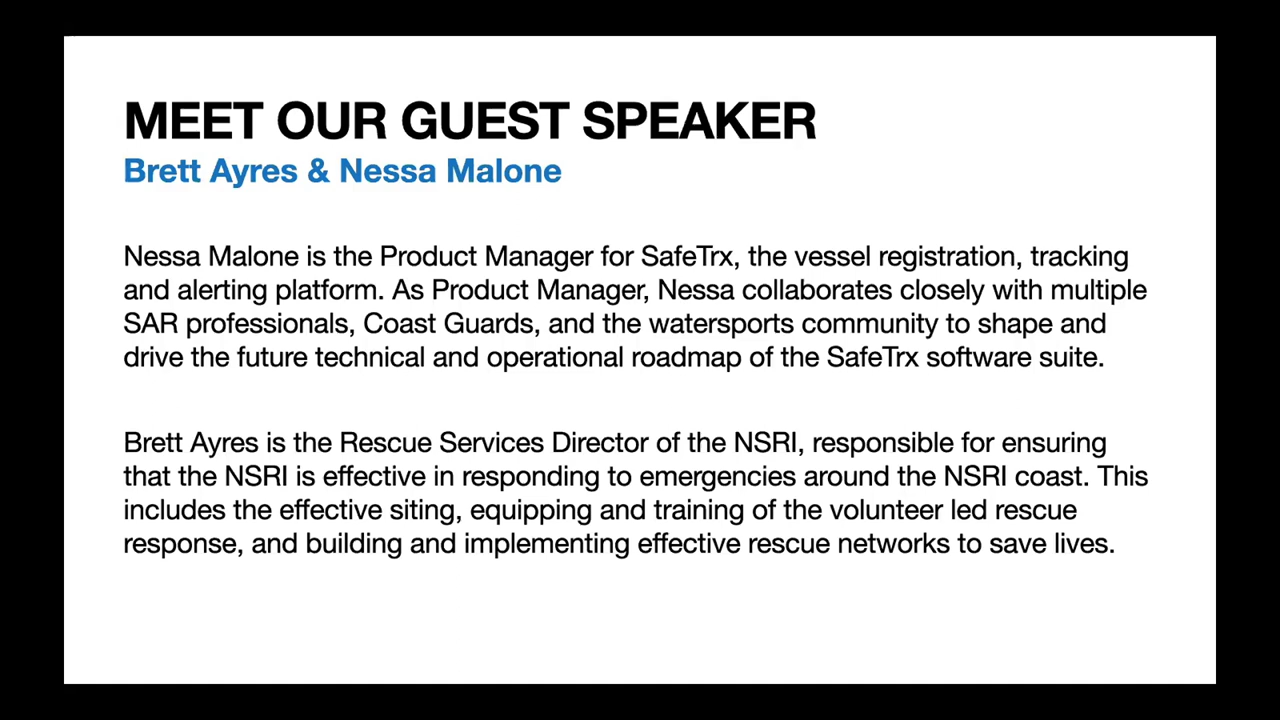 MEET OUR GUEST SPEAKER
Brett Ayres & Nessa Malone
Nessa Malone is the Product Manager for SafeTrx, the vessel registration, tracking
and alerting platform. As Product Manager, Nessa collaborates closely with multiple
SAR professionals, Coast Guards, and the watersports community to shape and
drive the future technical and operational roadmap of the SafeTrx software suite.
Brett Ayres is the Rescue Services Director of the NSRI, responsible for ensuring
that the NSRI is effective in responding to emergencies around the NSRI coast. This
includes the effective siting, equipping and training of the volunteer led rescue
response, and building and implementing effective rescue networks to save lives.